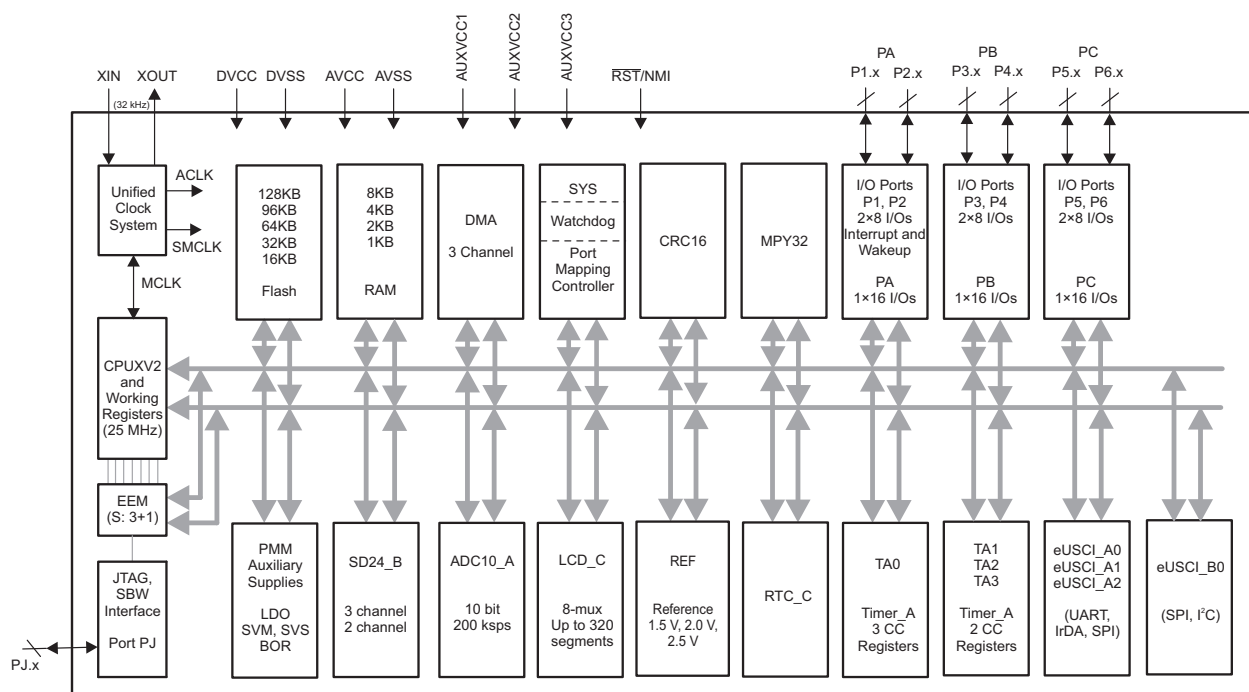 AUXVCC1
AUXVCC2
AUXVCC3
PA
PB
PC
XIN
XOUT
(32 kHz)
DVCC
DVSS
AVCC
AVSS
RST/NMI
P1.x
P2.x
P3.x
P4.x
P5.x
P6.x
Unified
Clock
System
ACLK
SMCLK
MCLK
128KB
96KB
64KB
32KB
16KB
Flash
8KB
4KB
2KB
1KB
RAM
DMA
3 Channel
SYS
Watchdog
Port
Mapping
Controller
CRC16
MPY32
I/O Ports
P1, P2
2×8 I/Os
Interrupt and
Wakeup
PA
1×16 I/Os
I/O Ports
P3, P4
2×8 I/Os
PB
1×16 I/Os
I/O Ports
P5, P6
2×8 I/Os
PC
1×16 I/Os
CPUXV2
and
Working
Registers
(25 MHz)
EEM
(S: 3+1)
JTAG,
SBW
Interface
Port PJ
PJ.x
PMM
Auxiliary
Supplies
LDO
SVM, SVS
BOR
SD24_B
3 channel
2 channel
ADC10_A
10 bit
200 ksps
LCD_C
8-mux
Up to 320
segments
REF
Reference
1.5 V, 2.0 V,
2.5 V
RTC_C
TA0
Timer_A
3 CC
Registers
TA1
TA2
TA3
Timer_A
2 CC
Registers
eUSCI_A0
eUSCI_A1
eUSCI_A2
(UART,
IrDA, SPI)
eUSCI_B0
(SPI, I²C)